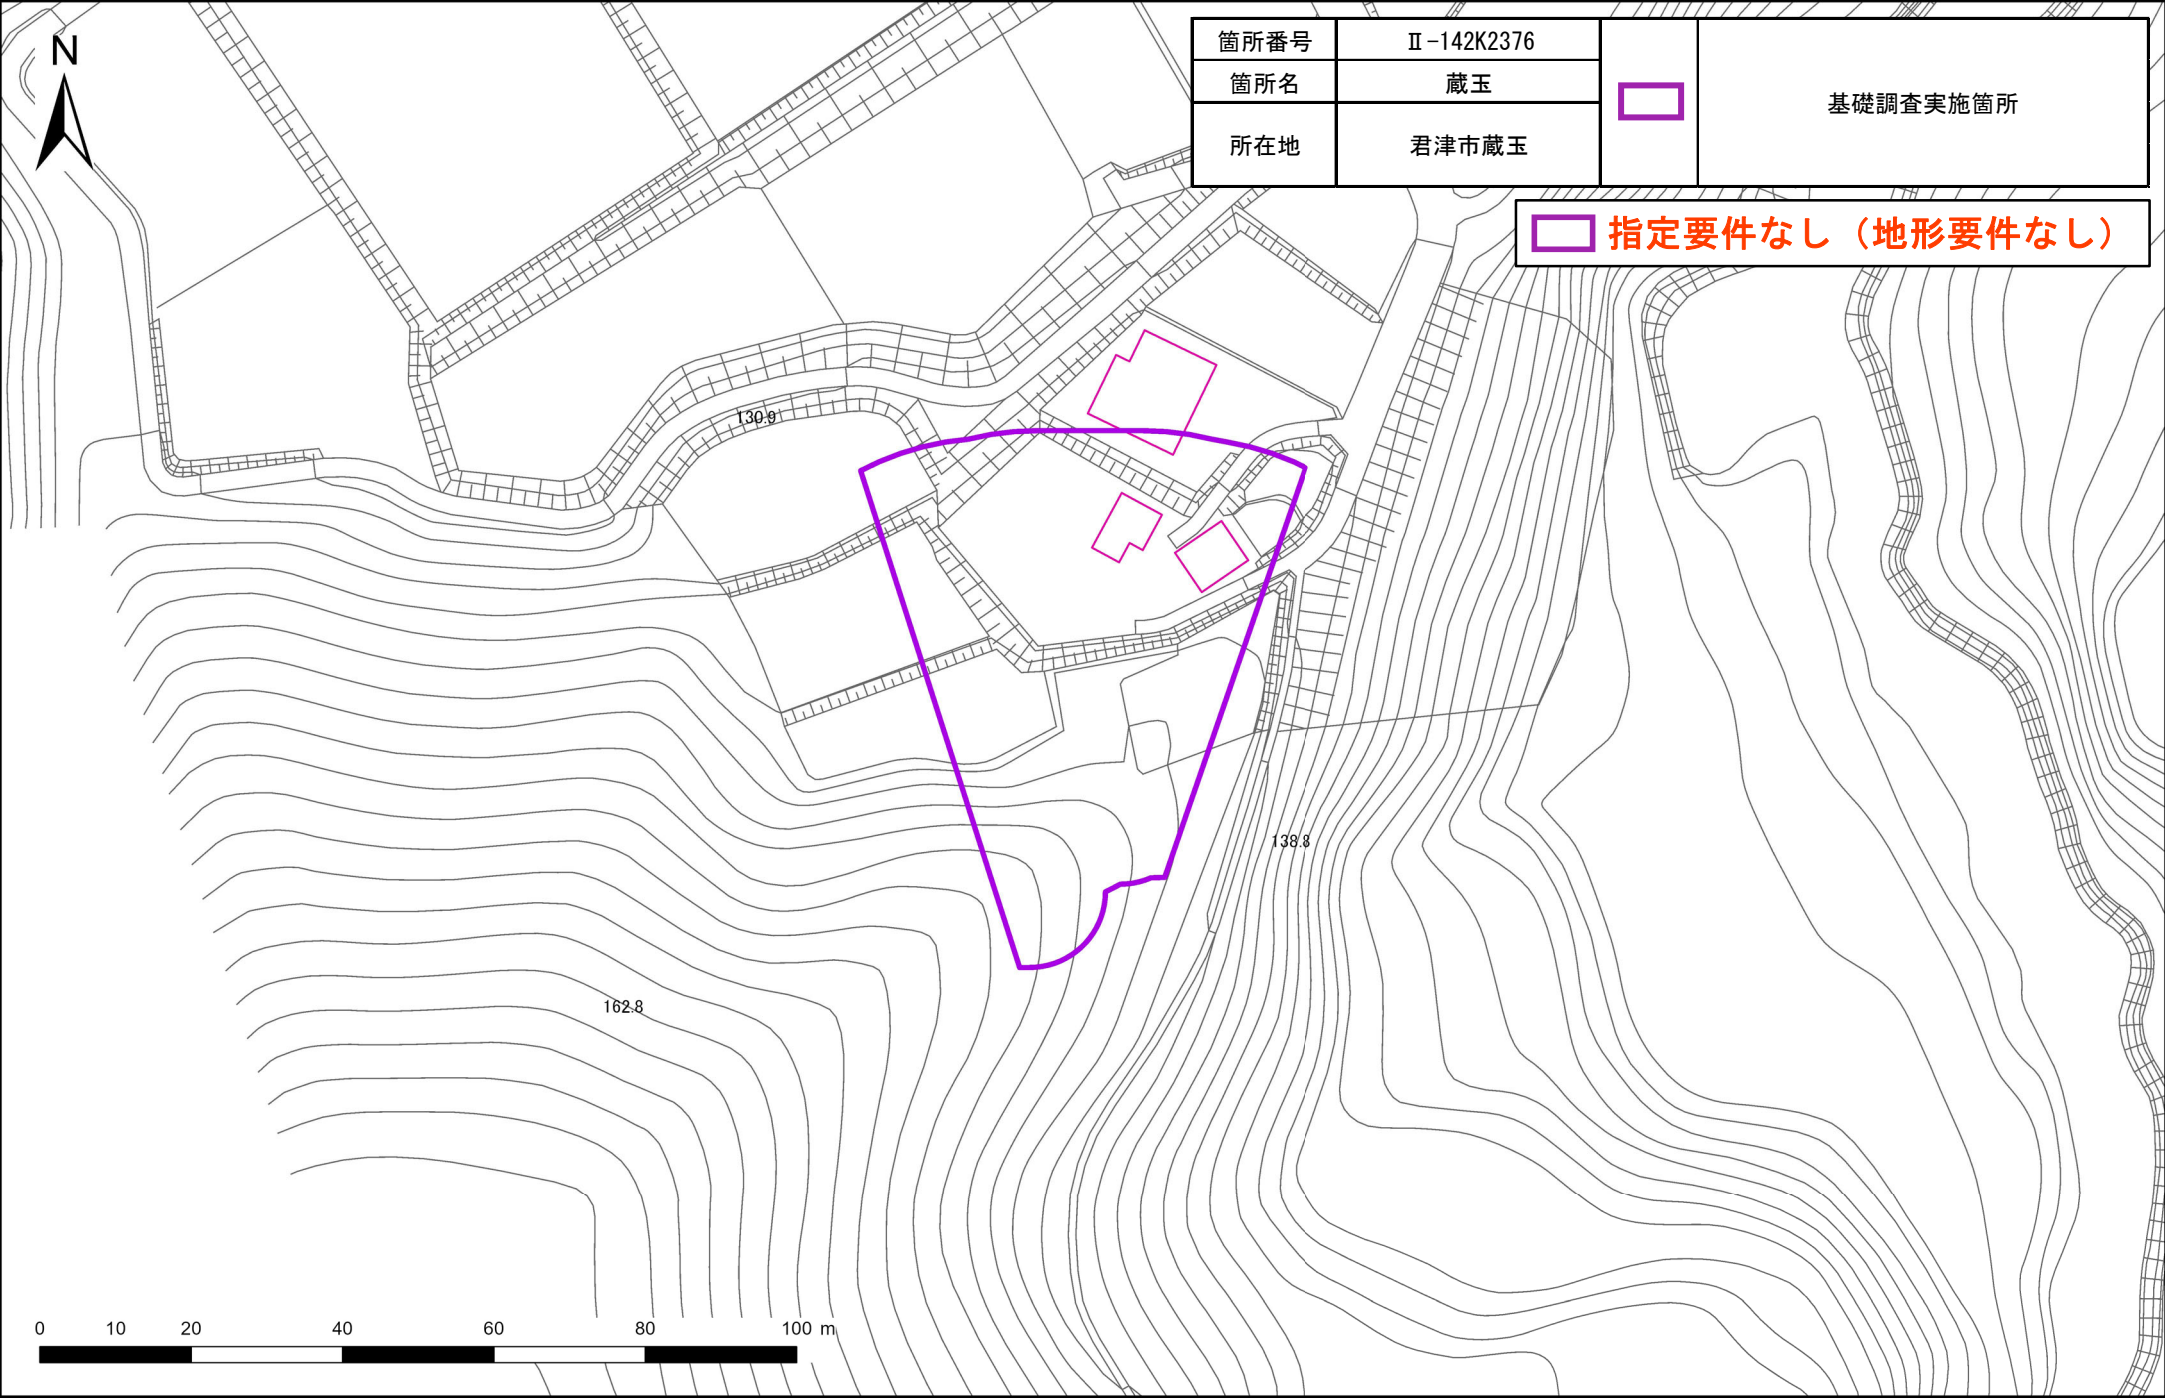 N
箇所番号 Ⅱ-142K2376
箇所名 蔵玉
所在地 君津市蔵玉
基礎調査実施箇所
指定要件なし（地形要件なし）
130.9
138.8
162.8
0 10 20 40 60 80 100 m